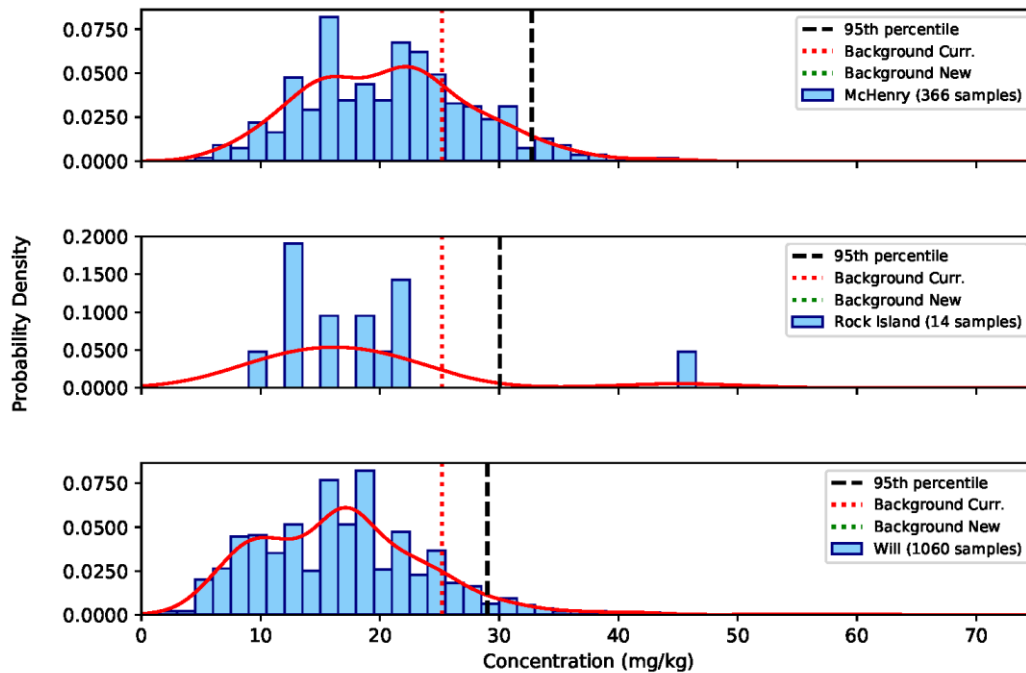 0.0750
0.0500
0.0250
0.0000
95th percentile
Background Curr.
Background New
McHenry (366 samples)
Probability Density
0.2000
0.1500
0.1000
0.0500
0.0000
95th percentile
Background Curr.
Background New
Rock Island (14 samples)
0.0750
0.0500
0.0250
0.0000
95th percentile
Background Curr.
Background New
Will (1060 samples)
0 10 20 30 40 50 60 70
Concentration (mg/kg)